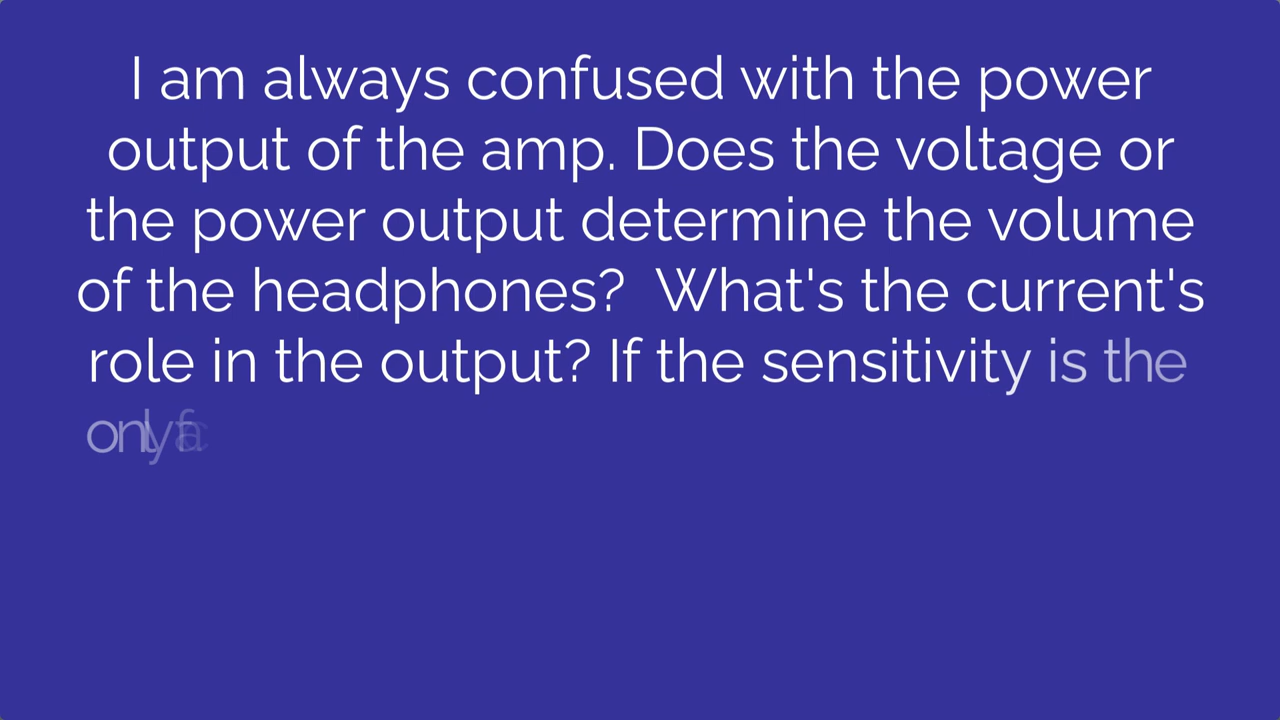 I am always confused with the power
output of the amp. Does the voltage or
the power output determine the volume
of the headphones?  What's the current's
role in the output? If the sensitivity is the
only